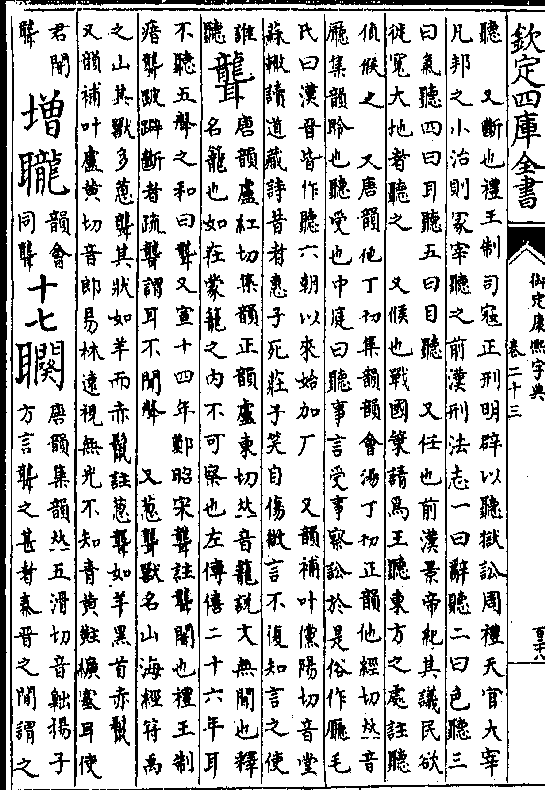 欽定四庫全書
御定康熙字典
卷二十三
聽 又斷也禮王制司寇正刑明辟以聽獄訟周禮天官大宰
凡邦之小治則冢宰聽之前漢刑法志一曰辭聽二曰色聽三
曰氣聽四曰耳聽五曰目聽 又任也前漢景帝紀其議民欲
徙寬大地者聽之 又候也戰國策請爲王聽東方之處註聽
偵候之 又唐韻他丁切集韻韻會湯丁切正韻他經切𠀤音
廳集韻聆也聽受也中庭曰聽事言受事察訟於是俗作廳毛
氏曰漢晉皆作聽六朝以來始加厂 又韻補叶儻陽切音堂
蘇轍讀道藏詩昔者惠子死莊子笑自傷微言不復知言之使
誰聽
聾 唐韻盧紅切集韻正韻盧東切𠀤音籠說文無聞也釋
名籠也如在蒙籠之内不可察也左傳僖二十六年耳
不聽五聲之和曰聾又宣十四年鄭昭宋聾註聾闇也禮王制
瘖聾跛躃斷者疏聾謂耳不聞聲 又蔥聾獸名山海經符禺
之山其獸多蔥聾其狀如羊而赤鬣註蔥聾如羊黑首赤鬣
又韻補叶盧黃切音郎易林遠視無光不知青黃黈纊塞耳使
君闇聾
增 韻會同聾
十七
唐韻集韻𠀤五滑切音 揚子
方言聾之甚者秦晉之間謂之